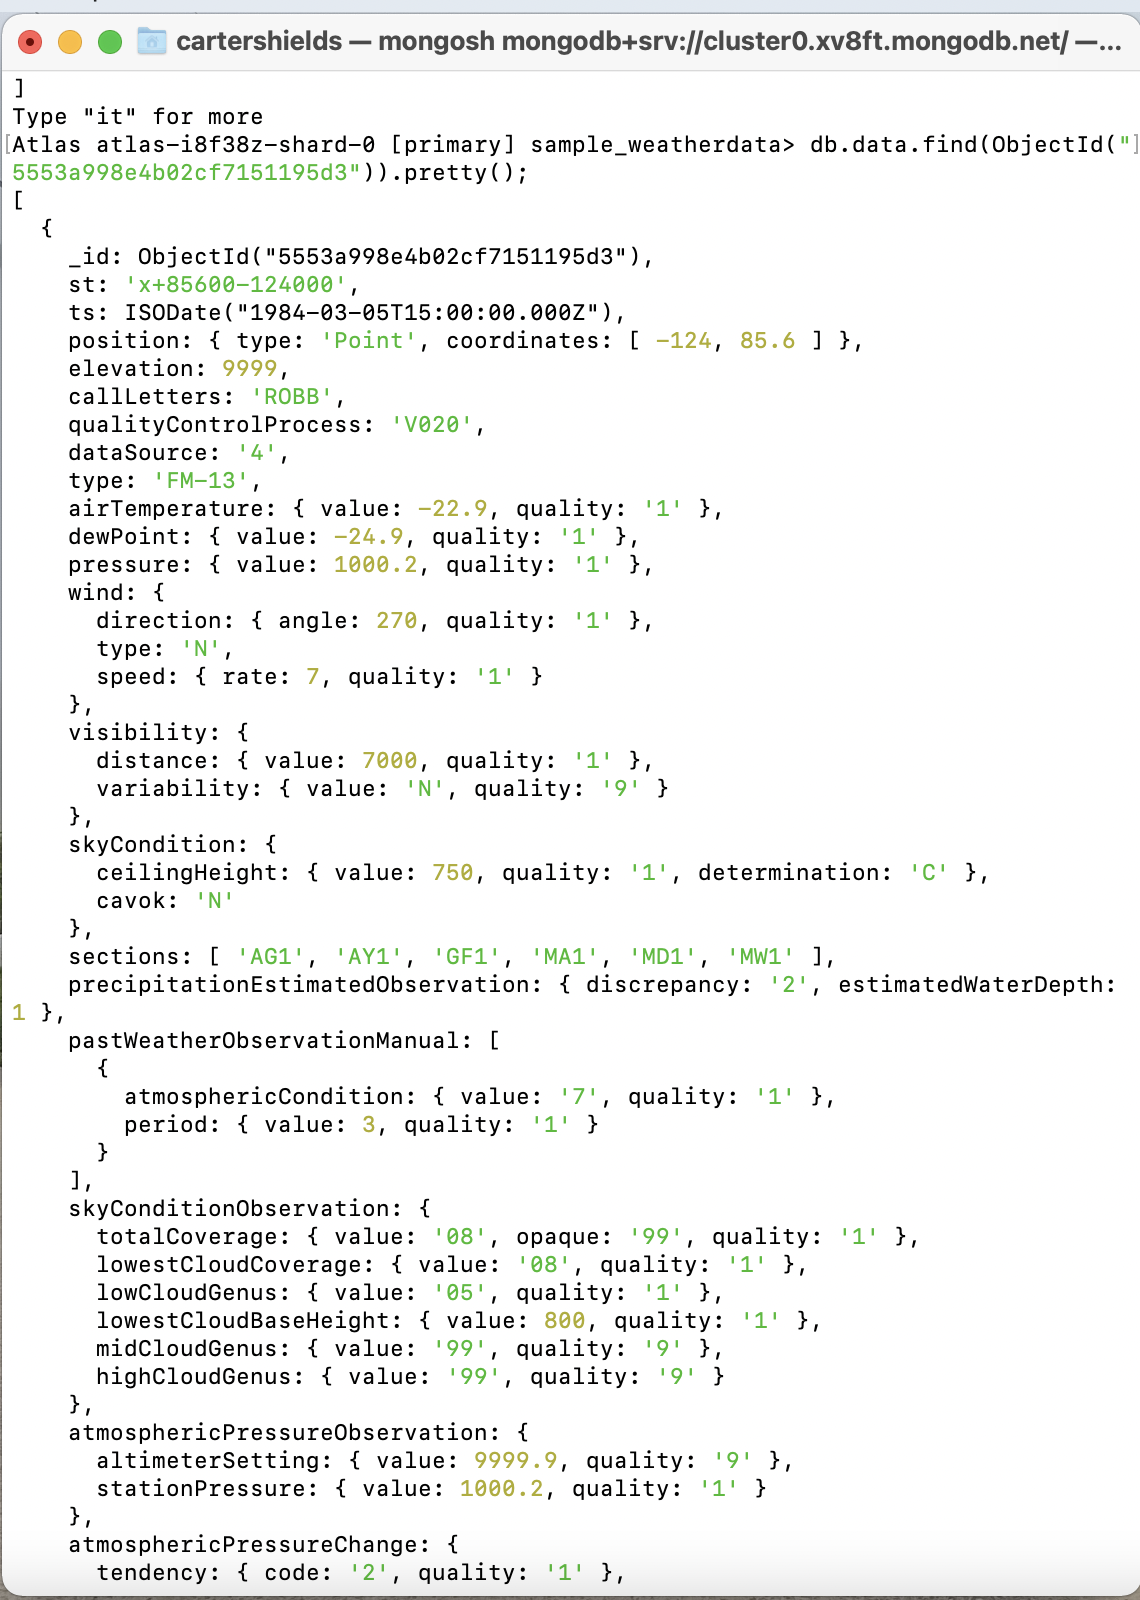 cartershields — mongosh mongodb+srv://cluster0.xv8ft.mongodb.net/ —...
]
Type "it" for more
[Atlas atlas-i8f38z-shard-0 [primary] sample_weatherdata> db.data.find(ObjectId("]
5553a998e4b02cf7151195d3")).pretty();
[
  {
    _id: ObjectId("5553a998e4b02cf7151195d3"),
    st: 'x+85600-124000',
    ts: ISODate("1984-03-05T15:00:00.000Z"),
    position: { type: 'Point', coordinates: [ -124, 85.6 ] },
    elevation: 9999,
    callLetters: 'ROBB',
    qualityControlProcess: 'V020',
    dataSource: '4',
    type: 'FM-13',
    airTemperature: { value: -22.9, quality: '1' },
    dewPoint: { value: -24.9, quality: '1' },
    pressure: { value: 1000.2, quality: '1' },
    wind: {
      direction: { angle: 270, quality: '1' },
      type: 'N',
      speed: { rate: 7, quality: '1' }
    },
    visibility: {
      distance: { value: 7000, quality: '1' },
      variability: { value: 'N', quality: '9' }
    },
    skyCondition: {
      ceilingHeight: { value: 750, quality: '1', determination: 'C' },
      cavok: 'N'
    },
    sections: [ 'AG1', 'AY1', 'GF1', 'MA1', 'MD1', 'MW1' ],
    precipitationEstimatedObservation: { discrepancy: '2', estimatedWaterDepth:
1 },
    pastWeatherObservationManual: [
      {
        atmosphericCondition: { value: '7', quality: '1' },
        period: { value: 3, quality: '1' }
      }
    ],
    skyConditionObservation: {
      totalCoverage: { value: '08', opaque: '99', quality: '1' },
      lowestCloudCoverage: { value: '08', quality: '1' },
      lowCloudGenus: { value: '05', quality: '1' },
      lowestCloudBaseHeight: { value: 800, quality: '1' },
      midCloudGenus: { value: '99', quality: '9' },
      highCloudGenus: { value: '99', quality: '9' }
    },
    atmosphericPressureObservation: {
      altimeterSetting: { value: 9999.9, quality: '9' },
      stationPressure: { value: 1000.2, quality: '1' }
    },
    atmosphericPressureChange: {
      tendency: { code: '2', quality: '1' },